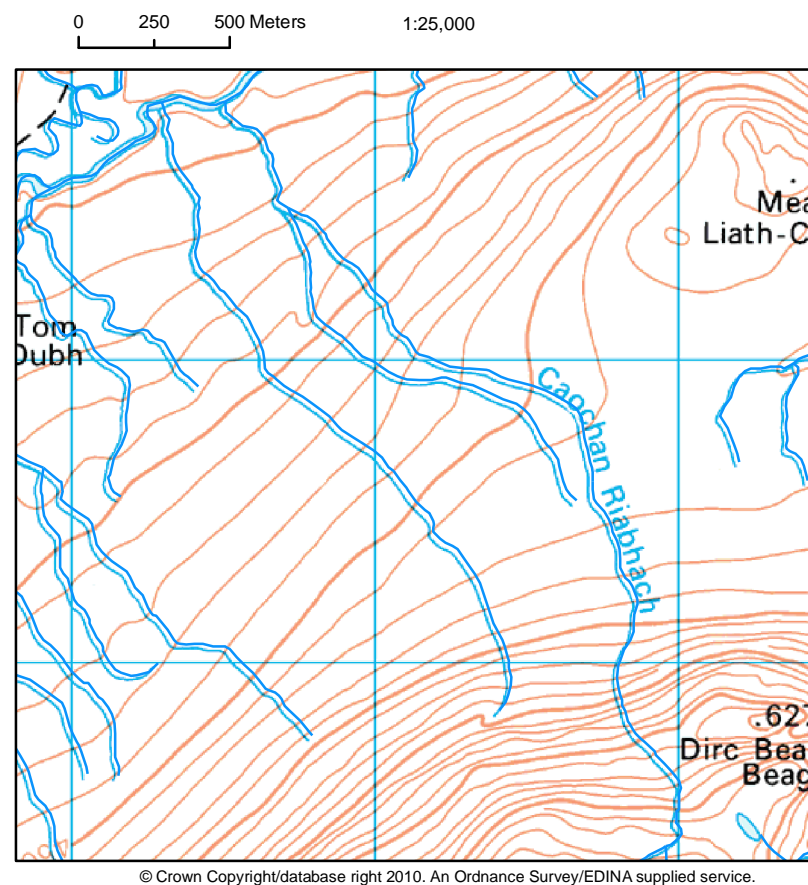 0 250 500 Meters 1:25,000
Mea
Liath-C
Tom
Dubh
Caochan Riabhach
.627
Dirc Bea
Beag
© Crown Copyright/database right 2010. An Ordnance Survey/EDINA supplied service.